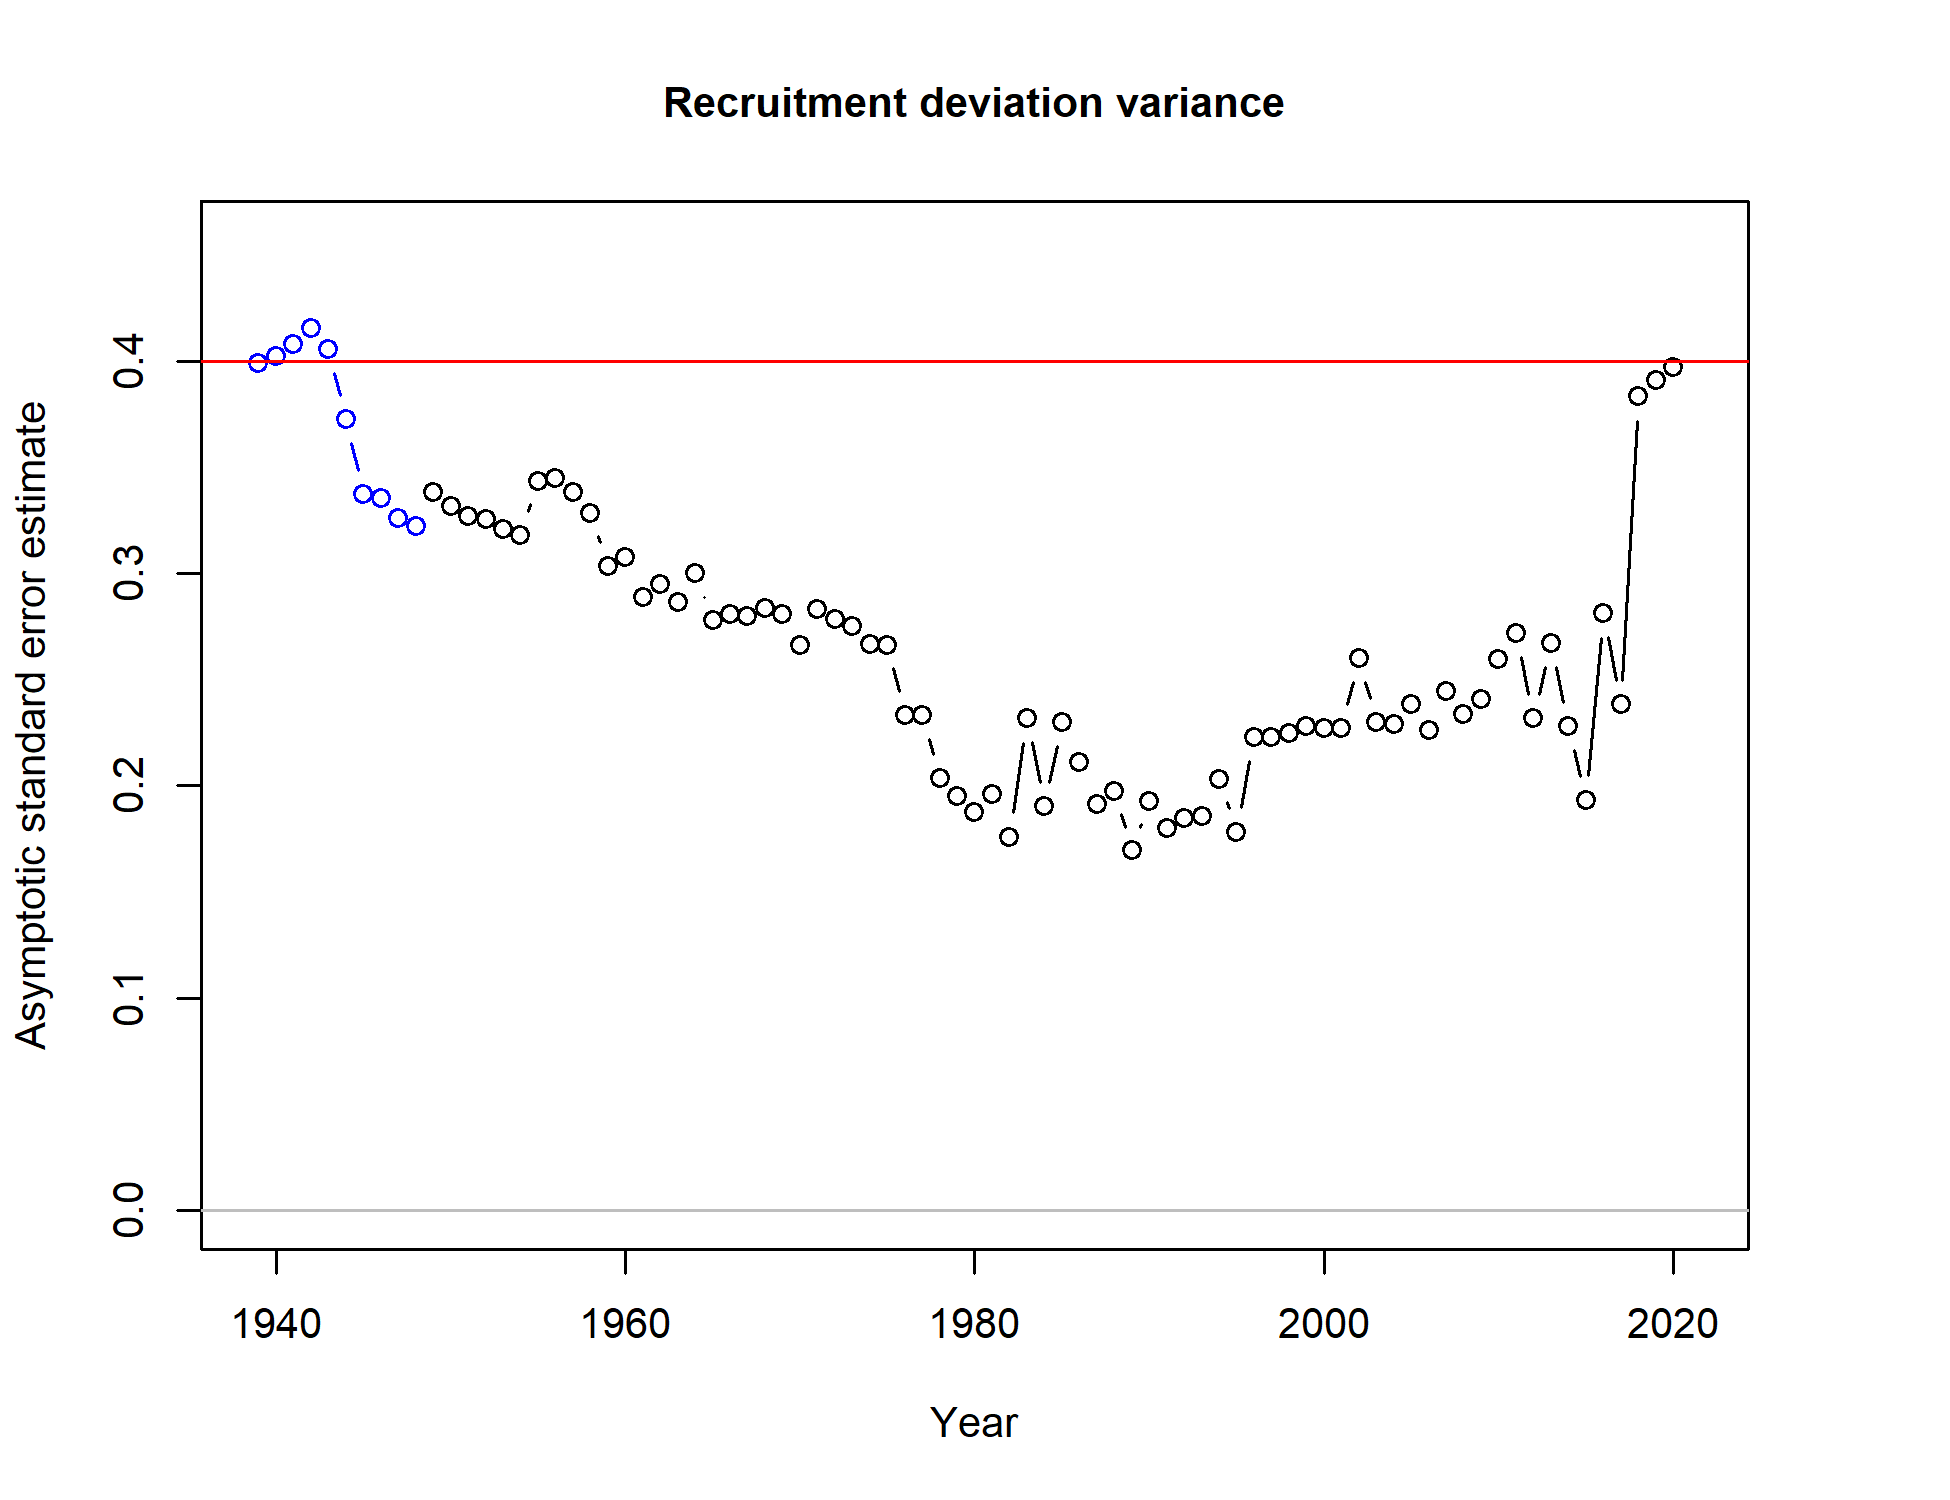 Recruitment deviation variance
Asymptotic standard error estimate
0.4
0.3
0.2
0.1
0.0
1940 1960 1980 2000 2020
Year